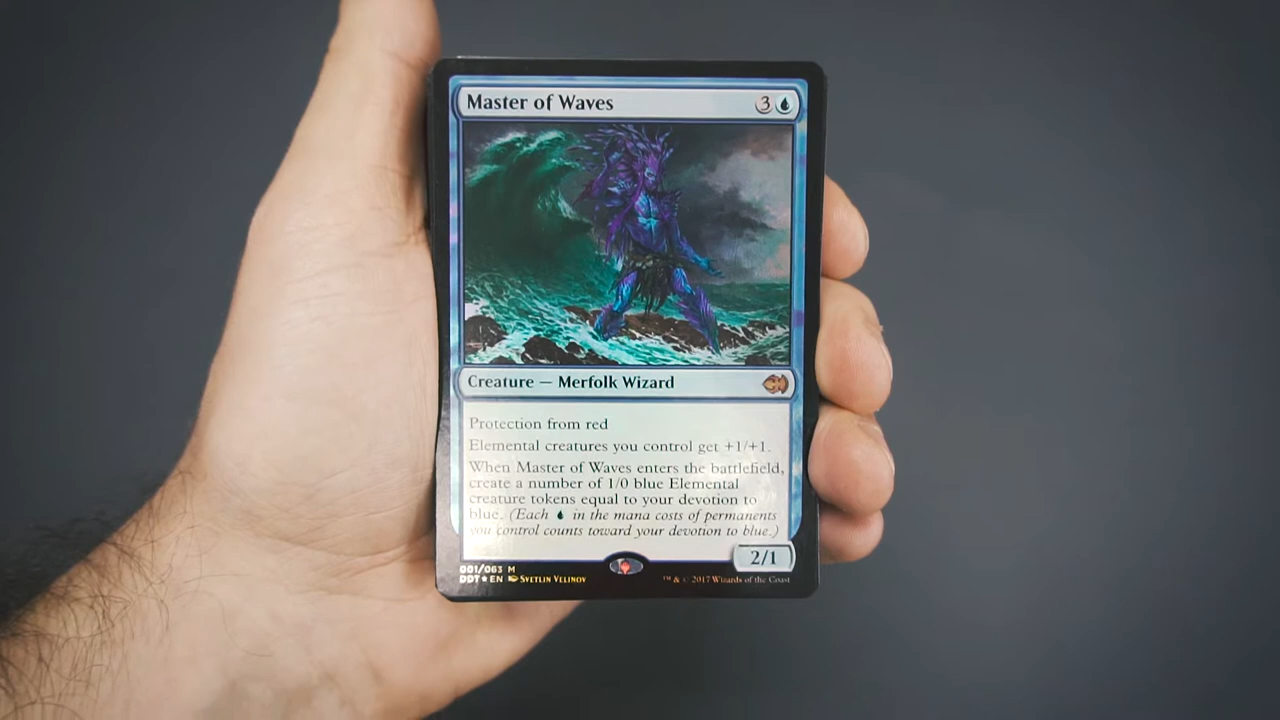 Master of Waves 3
Creature — Merfolk Wizard
Protection from red
Elemental creatures you control get +1/+1.
When Master of Waves enters the battlefield,
create a number of 1/0 blue Elemental
creature tokens equal to your devotion to
blue. (Each in the mana costs of permanents
you control counts toward your devotion to blue.)
2/1
001/063 M
DDT★EN Svetlin Velinov
™ & © 2017 Wizards of the Coast